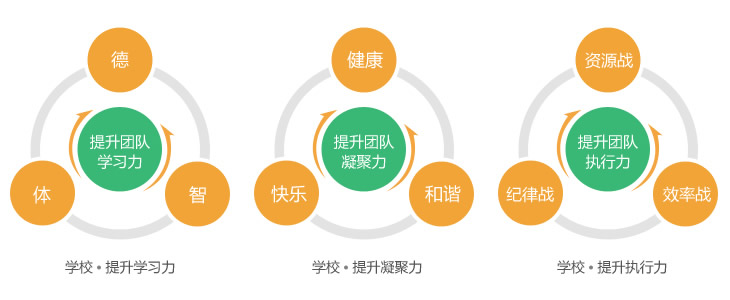 德
提升团队
学习力
体
智
学校•提升学习力
健康
提升团队
凝聚力
快乐
和谐
学校•提升凝聚力
资源战
提升团队
执行力
纪律战
效率战
学校•提升执行力